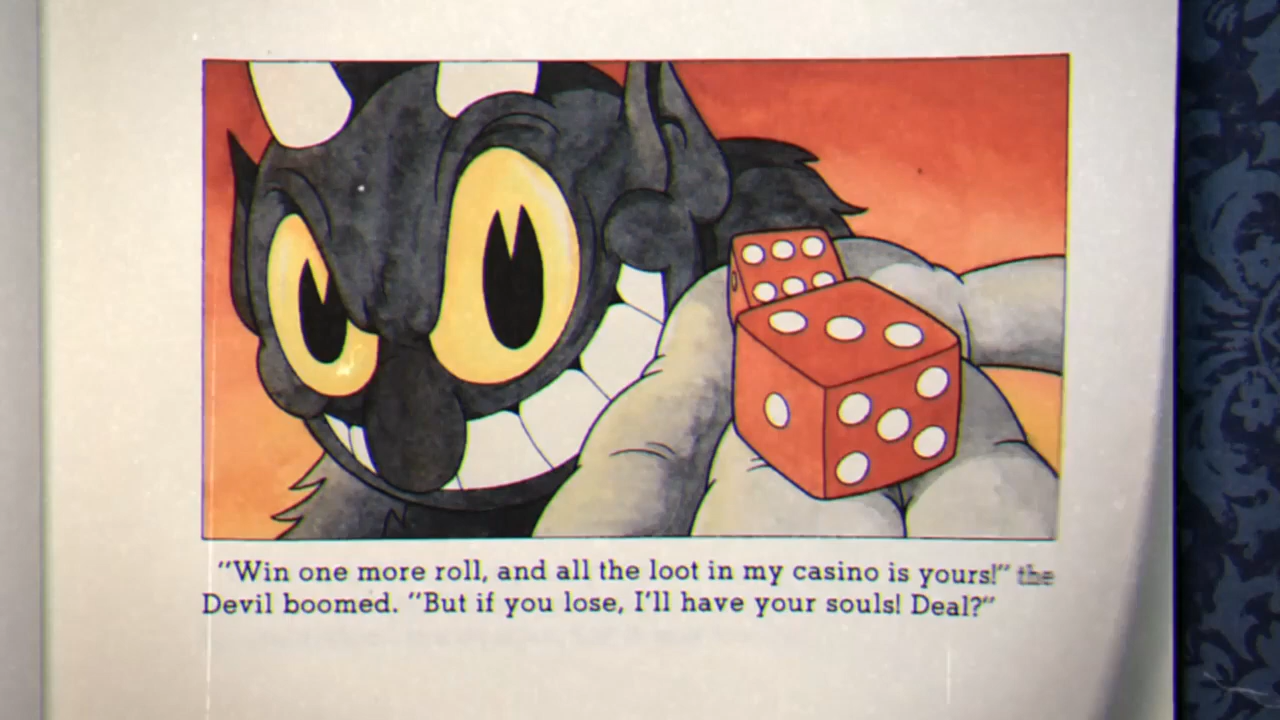 "Win one more roll, and all the loot in my casino is yours!" the
Devil boomed. "But if you lose, I'll have your souls! Deal?"